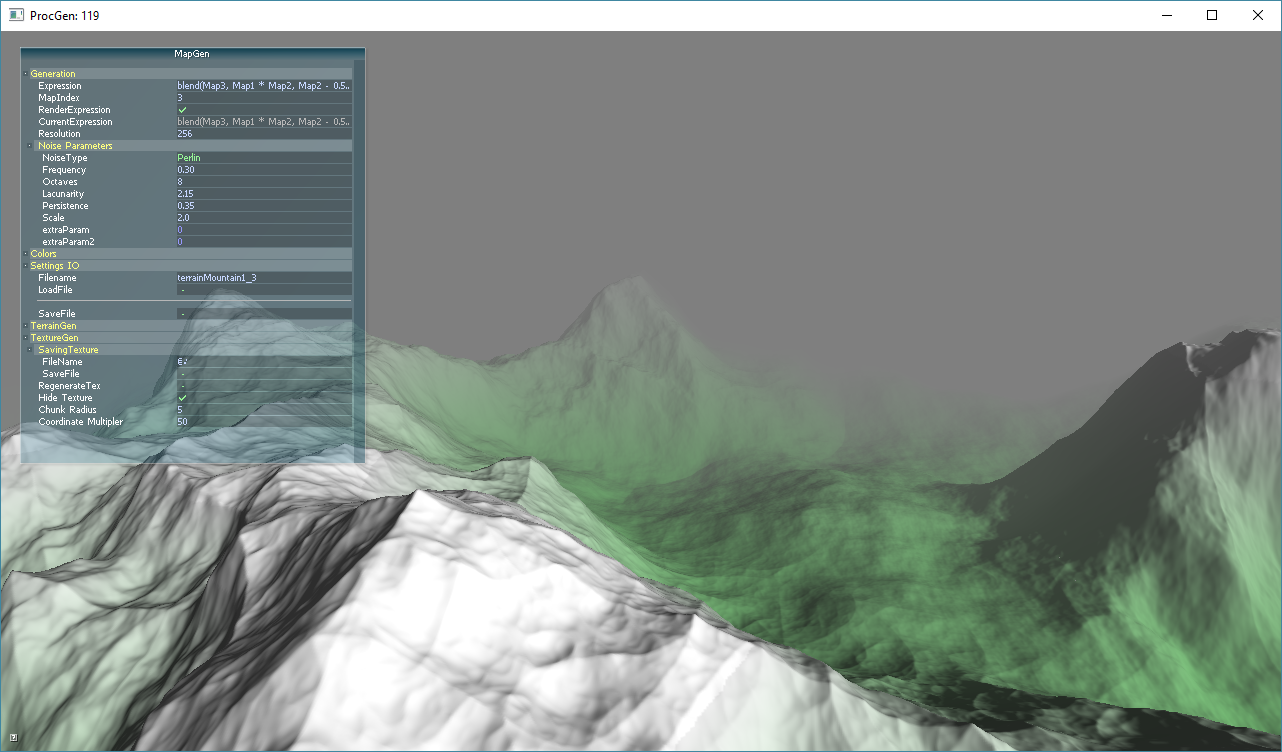 ProcGen: 119
MapGen
Generation
Expression blend(Map3, Map1 * Map2, Map2 - 0.5..
MapIndex 3
RenderExpression
CurrentExpression blend(Map3, Map1 * Map2, Map2 - 0.5..
Resolution 256
Noise Parameters
NoiseType Perlin
Frequency 0.30
Octaves 8
Lacunarity 2.15
Persistence 0.35
Scale 2.0
extraParam 0
extraParam2 0
Colors
Settings IO
Filename terrainMountain1_3
LoadFile -
SaveFile -
TerrainGen
TextureGen
SavingTexture
FileName
SaveFile -
RegenerateTex -
Hide Texture
Chunk Radius 5
Coordinate Multipler 50
?